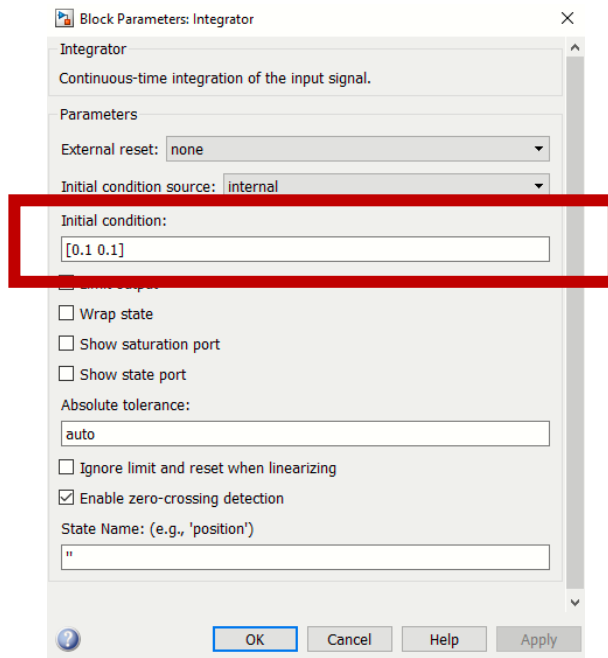 Block Parameters: Integrator
Integrator
Continuous-time integration of the input signal.
Parameters
External reset: none
Initial condition source: internal
Initial condition:
[0.1 0.1]
Limit output
Wrap state
Show saturation port
Show state port
Absolute tolerance:
auto
Ignore limit and reset when linearizing
Enable zero-crossing detection
State Name: (e.g., 'position')
''
OK Cancel Help Apply